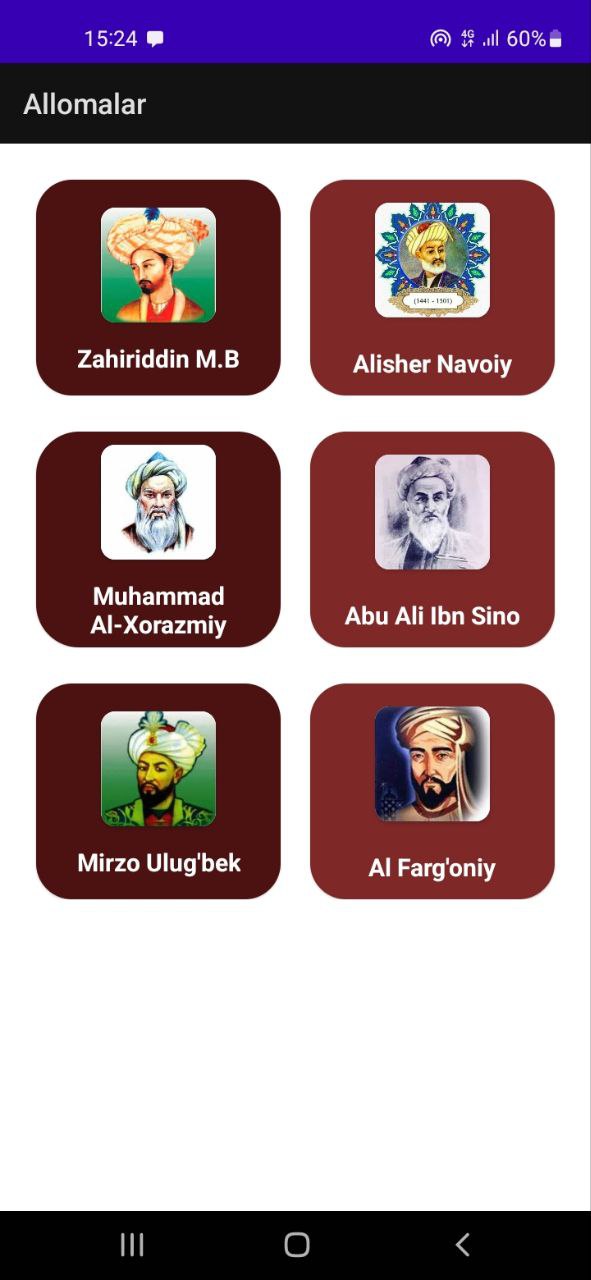 15:24
4G
60%
Allomalar
Zahiriddin M.B
(1441 - 1501)
Alisher Navoiy
Muhammad
Al-Xorazmiy
Abu Ali Ibn Sino
Mirzo Ulug'bek
Al Farg'oniy